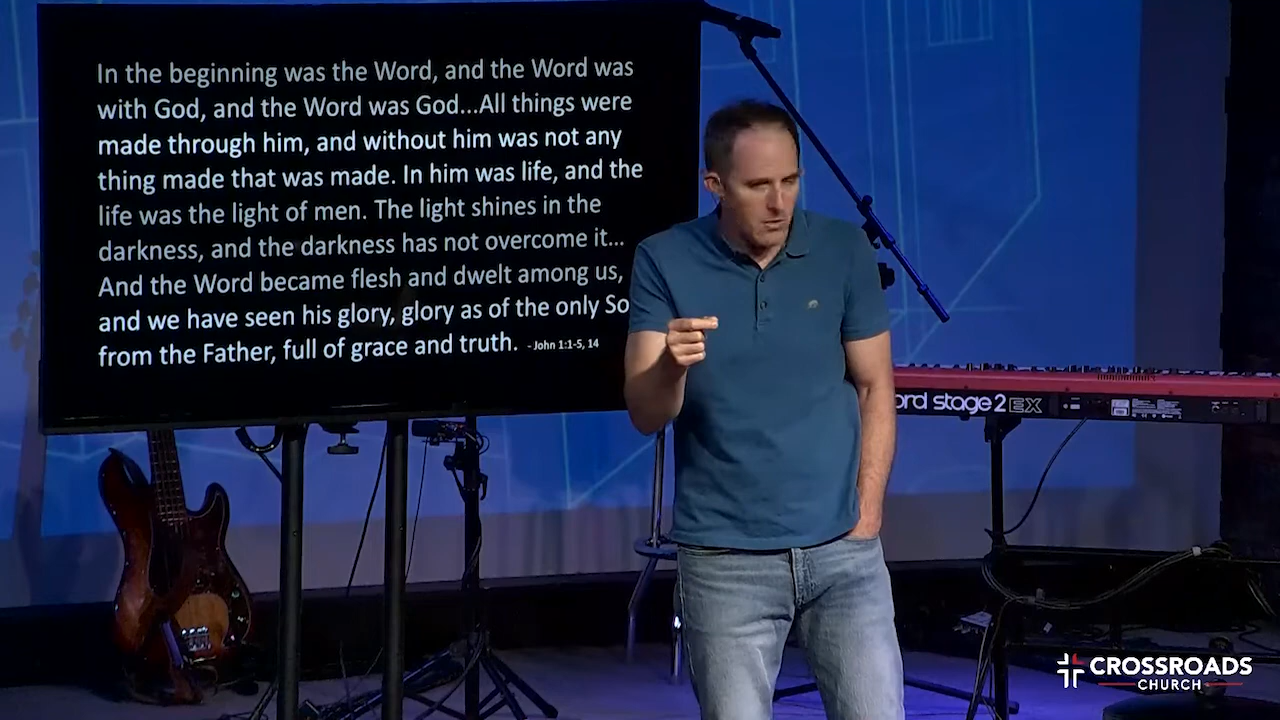 In the beginning was the Word, and the Word was
with God, and the Word was God...All things were
made through him, and without him was not any
thing made that was made. In him was life, and the
life was the light of men. The light shines in the
darkness, and the darkness has not overcome it...
And the Word became flesh and dwelt among us,
and we have seen his glory, glory as of the only So
from the Father, full of grace and truth. - John 1:1-5, 14
ord stage 2 EX
CROSSROADS
CHURCH